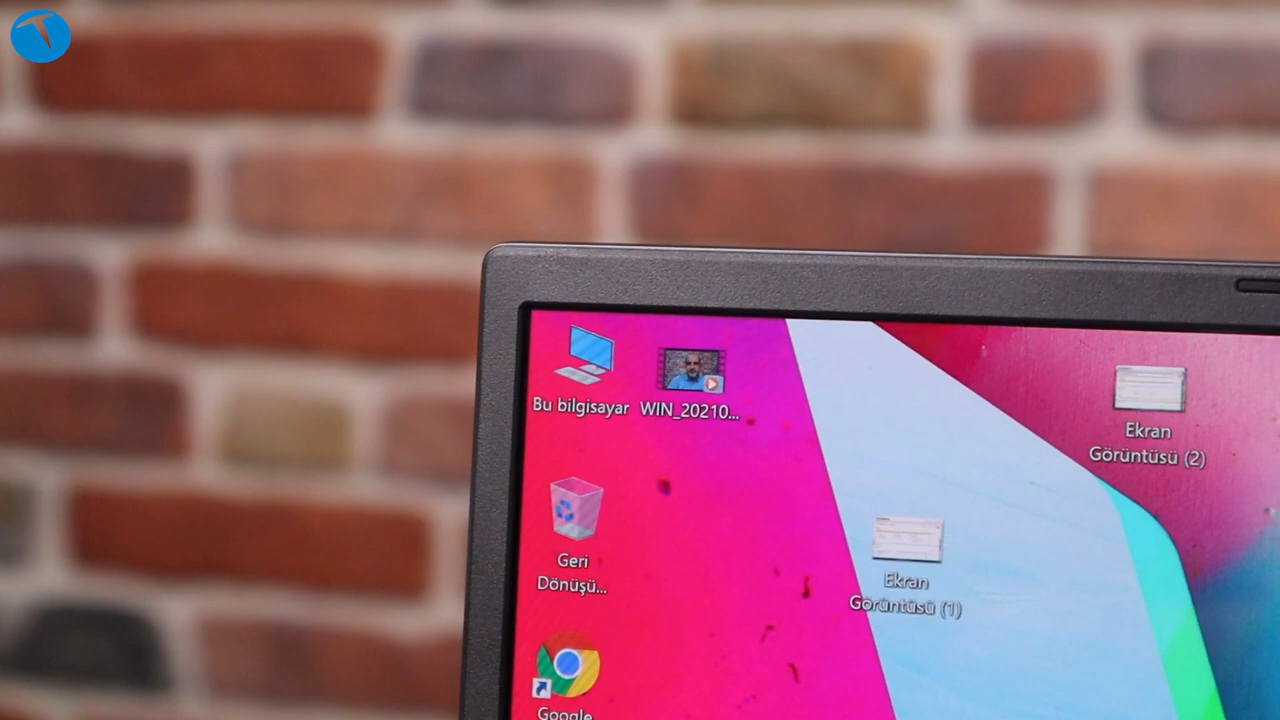 Bu bilgisayar
WIN_20210...
Ekran
Görüntüsü (2)
Geri
Dönüşü...
Ekran
Görüntüsü (1)
Google